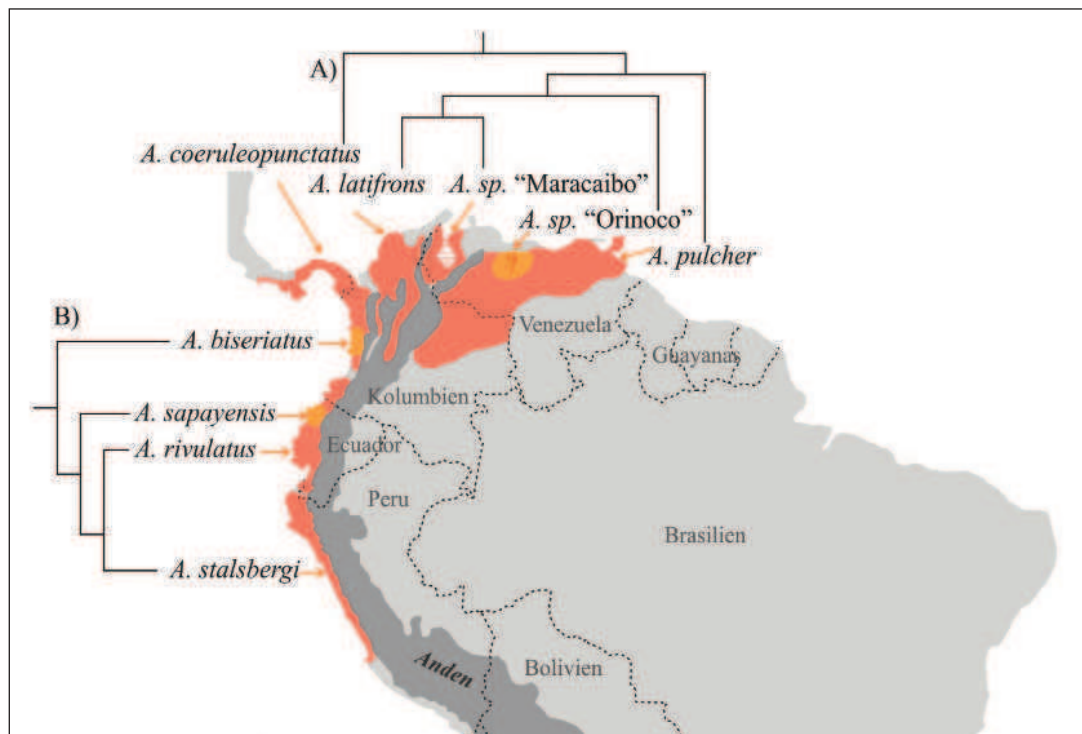 A)
A. coeruleopunctatus
A. latifrons
A. sp. “Maracaibo”
A. sp. “Orinoco”
A. pulcher
B)
A. biseriatus
A. sapayensis
A. rivulatus
A. stalsbergi
Venezuela
Guayanas
Kolumbien
Ecuador
Peru
Brasilien
Bolivien
Anden